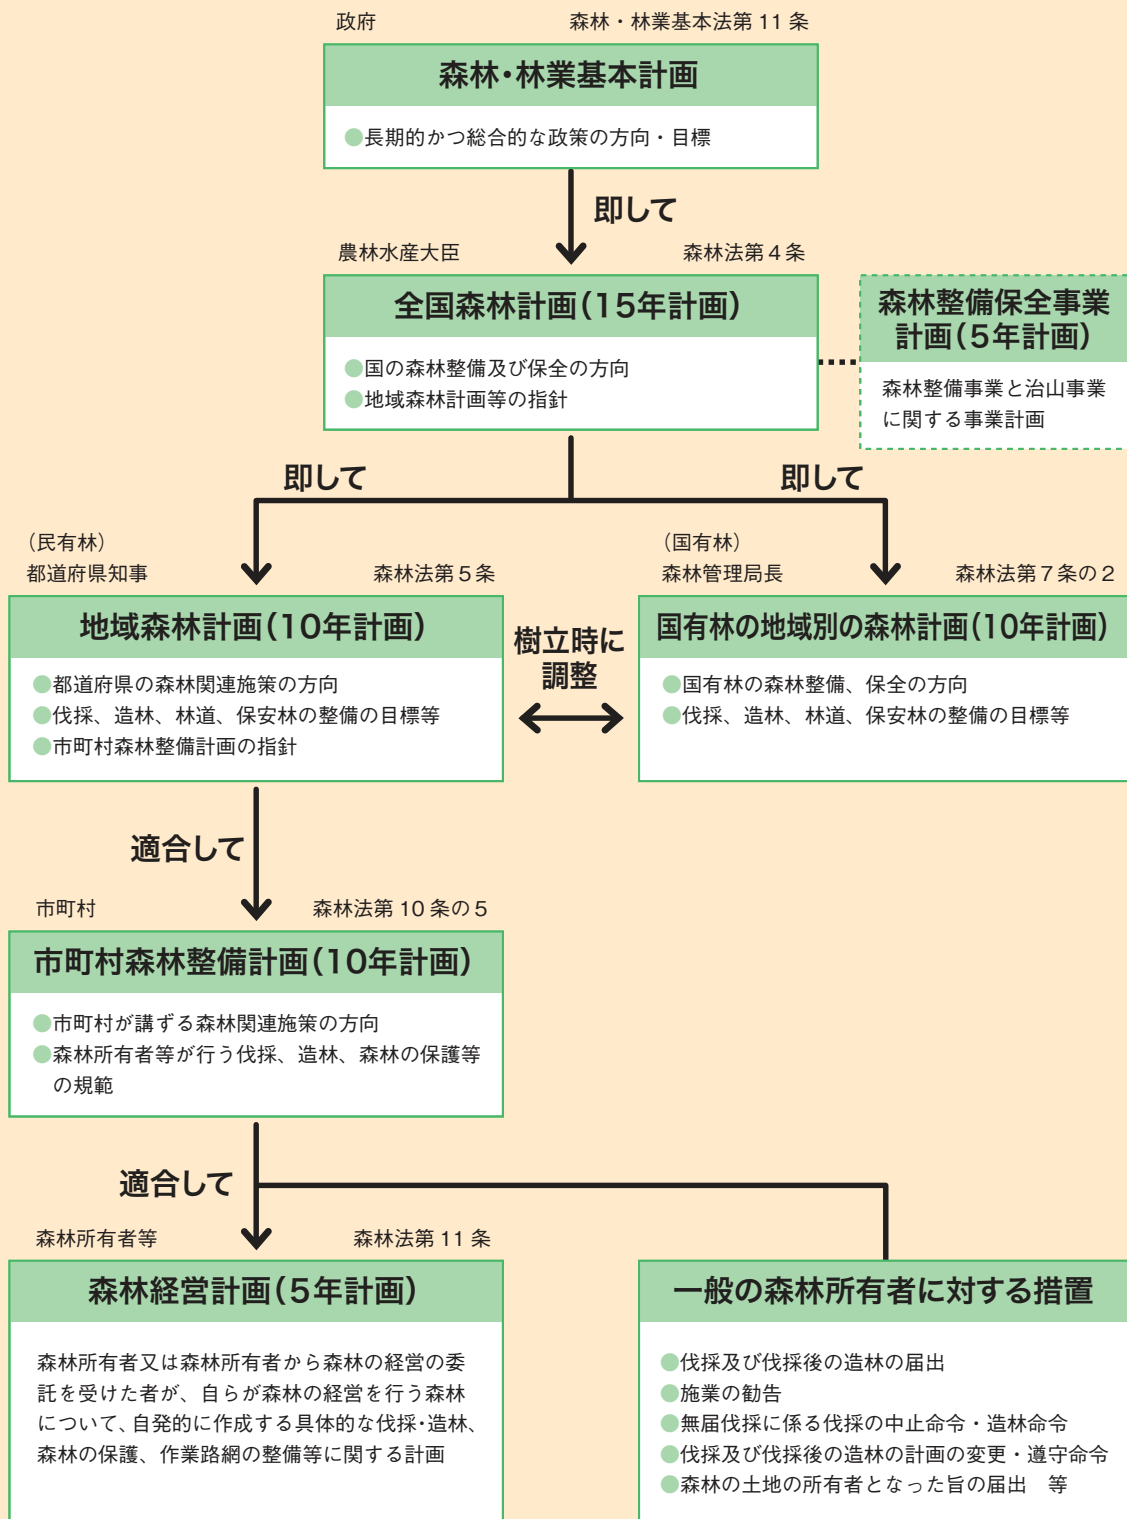 政府
森林・林業基本法第 11 条
森林・林業基本計画
●長期的かつ総合的な政策の方向・目標
即して
農林水産大臣
森林法第４条
全国森林計画（15年計画）
●国の森林整備及び保全の方向
●地域森林計画等の指針
森林整備保全事業
計画（5年計画）
森林整備事業と治山事業
に関する事業計画
即して
即して
（民有林）
都道府県知事
森林法第５条
地域森林計画（10年計画）
●都道府県の森林関連施策の方向
●伐採、造林、林道、保安林の整備の目標等
●市町村森林整備計画の指針
樹立時に
調整
（国有林）
森林管理局長
森林法第７条の２
国有林の地域別の森林計画（10年計画）
●国有林の森林整備、保全の方向
●伐採、造林、林道、保安林の整備の目標等
適合して
市町村
森林法第 10 条の５
市町村森林整備計画（10年計画）
●市町村が講ずる森林関連施策の方向
●森林所有者等が行う伐採、造林、森林の保護等
の規範
適合して
森林所有者等
森林法第 11 条
森林経営計画（5年計画）
森林所有者又は森林所有者から森林の経営の委
託を受けた者が、自らが森林の経営を行う森林
について、自発的に作成する具体的な伐採・造林、
森林の保護、作業路網の整備等に関する計画
一般の森林所有者に対する措置
●伐採及び伐採後の造林の届出
●施業の勧告
●無届伐採に係る伐採の中止命令・造林命令
●伐採及び伐採後の造林の計画の変更・遵守命令
●森林の土地の所有者となった旨の届出　等